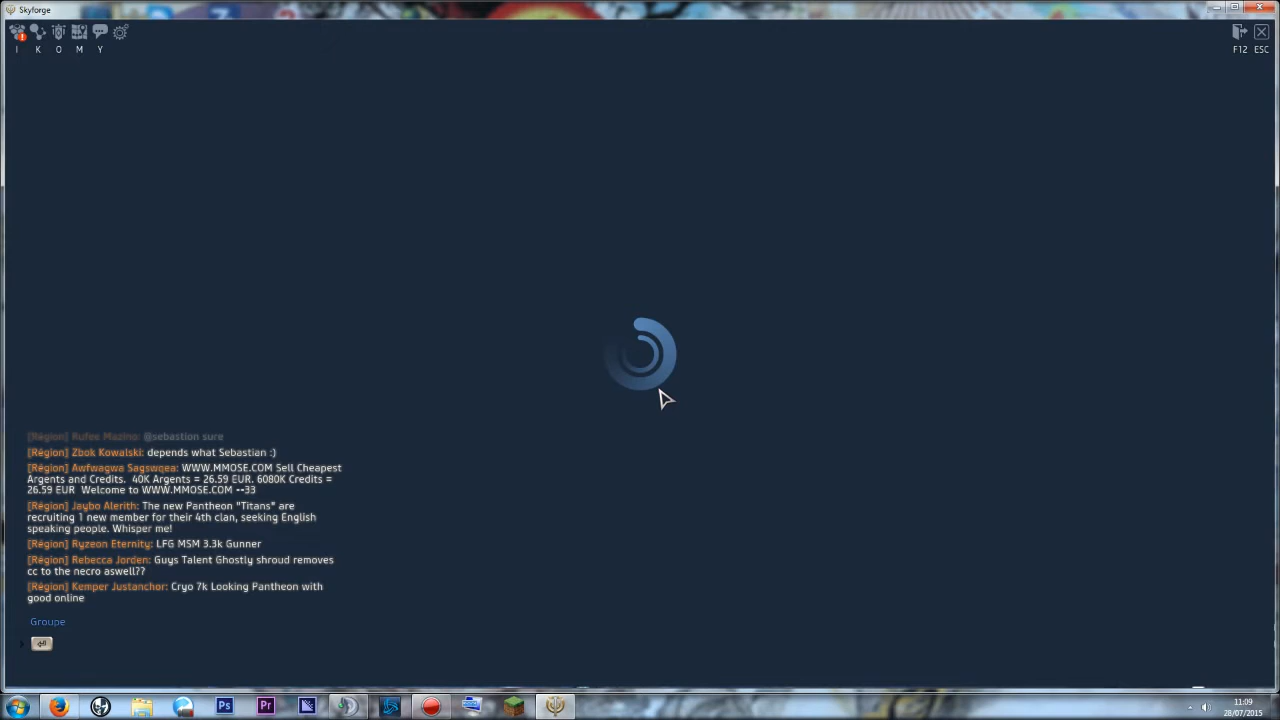 Skyforge
I K O M Y
F12 ESC
[Région] Rufee Mazino: @sebastion sure
[Région] Zbok Kowalski: depends what Sebastian :)
[Région] Awfwagwa Sagswqea: WWW.MMOSE.COM Sell Cheapest
Argents and Credits. 40K Argents = 26.59 EUR. 6080K Credits =
26.59 EUR Welcome to WWW.MMOSE.COM --33
[Région] Jaybo Alerith: The new Pantheon "Titans" are
recruiting 1 new member for their 4th clan, seeking English
speaking people. Whisper me!
[Région] Ryzeon Eternity: LFG MSM 3.3k Gunner
[Région] Rebecca Jorden: Guys Talent Ghostly shroud removes
cc to the necro aswell??
[Région] Kemper Justanchor: Cryo 7k Looking Pantheon with
good online
Groupe
Ps
Pr
11:09
28/07/2015